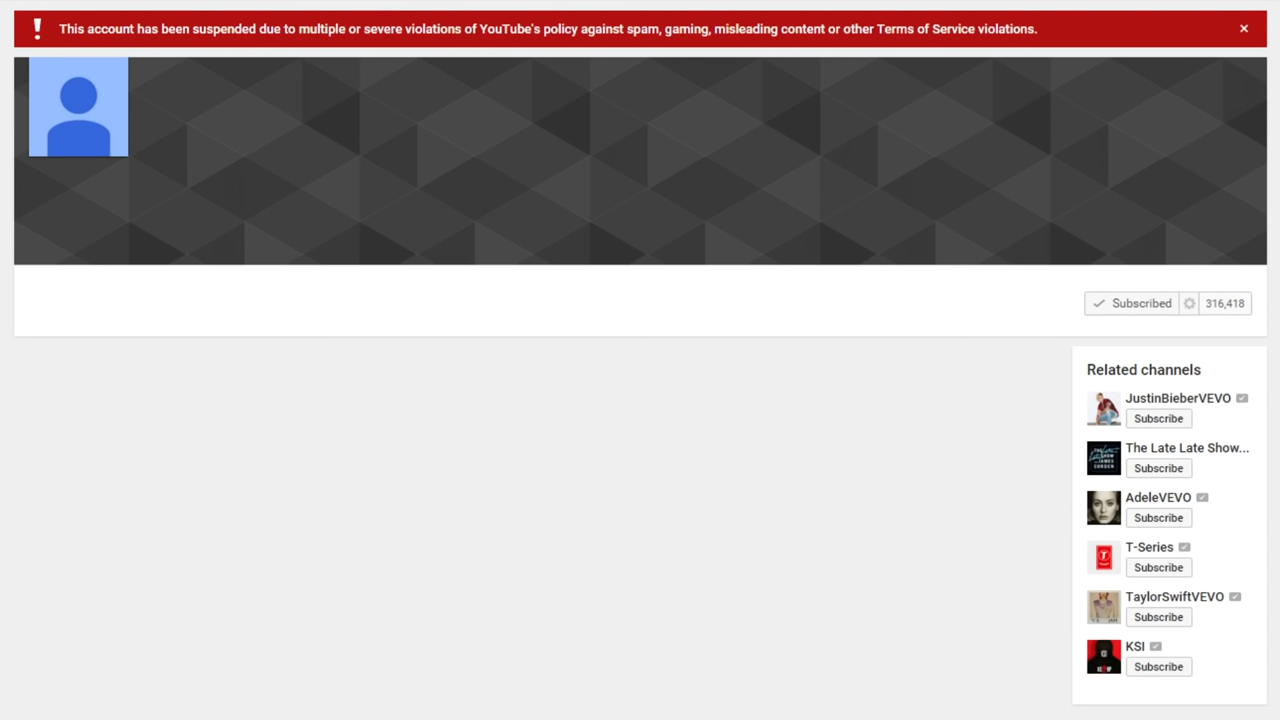 This account has been suspended due to multiple or severe violations of YouTube's policy against spam, gaming, misleading content or other Terms of Service violations.
Subscribed 316,418
Related channels
JustinBieberVEVO
Subscribe
The Late Late Show...
Subscribe
AdeleVEVO
Subscribe
T-Series
Subscribe
TaylorSwiftVEVO
Subscribe
KSI
Subscribe